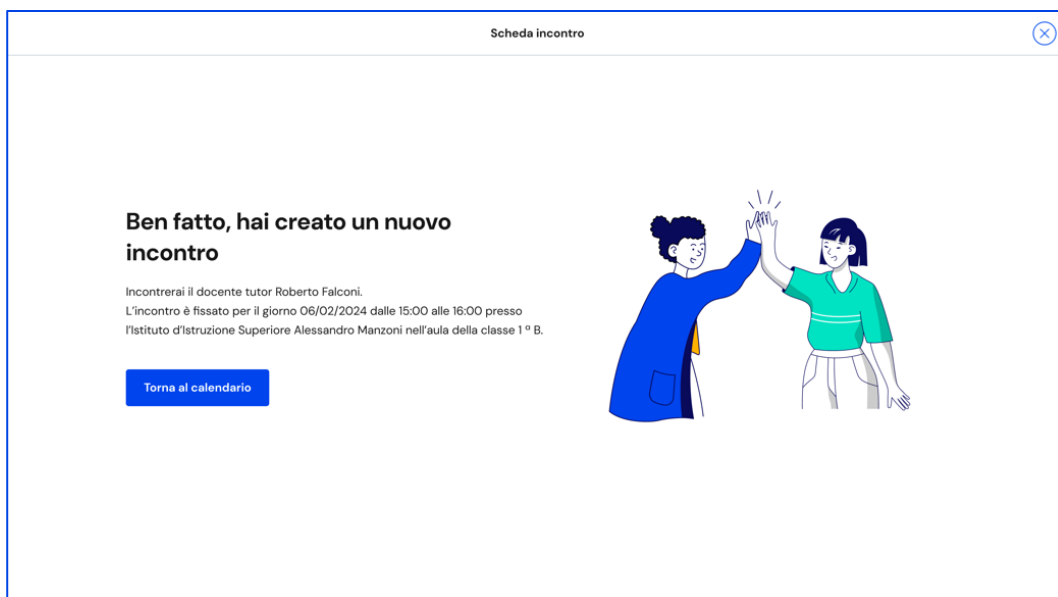 Scheda incontro
Ben fatto, hai creato un nuovo
incontro
Incontrerai il docente tutor Roberto Falconi.
L'incontro è fissato per il giorno 06/02/2024 dalle 15:00 alle 16:00 presso
l'Istituto d'Istruzione Superiore Alessandro Manzoni nell'aula della classe 1 ª B.
Torna al calendario